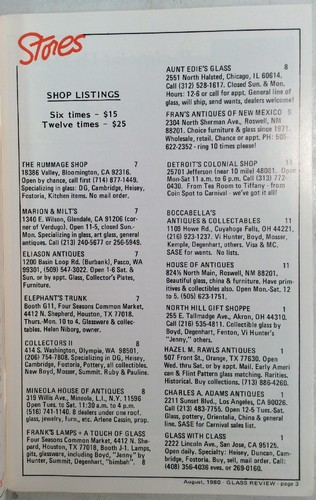 Stores
SHOP LISTINGS
Six times - $15
Twelve times - $25
THE RUMMAGE SHOP 7
18386 Valley, Bloomington, CA 92316.
Open by chance, call first (714) 877-1449.
Specializing in glass: DG, Cambridge, Heisey,
Fostoria, Kitchen items. No mail order.
MARION & MILT'S 7
1340 E. Wilson, Glendale, CA 91206 (corner
of Verdugo). Open 11-5, closed Sun.-
Mon. Specializing in glass, art glass, general
antiques. Call (213) 240-5677 or 256-5949.
ELIASON ANTIQUES 7
1200 Basin Loop Rd. (Burbank), Pasco, WA
99301, (509) 547-3022. Open 1-6 Sat. &
Sun. or by appt. Glass, Collector's Plates,
Furniture.
ELEPHANT'S TRUNK 7
Booth G11, Four Seasons Common Market,
4412 N. Shepherd, Houston, TX 77018.
Thurs.-Mon. 10 to 4, Glassware & collec-
tables. Helen Niborg, owner.
COLLECTORS II 8
414 S. Washington, Olympia, WA. 98501.
(206) 754-7808. Specializing in DG, Heisey,
Cambridge, Fostoria, Pottery, all collectibles.
New Boyd, Mosser, Summit. Ruby & Pauline.
MINEOLA HOUSE OF ANTIQUES 8
319 Willis Ave., Mineola, L.I., N.Y. 11596
Open Tues. to Sat. 11:30 a.m. to 4 p.m.
(516) 741-1140. 8 dealers under one roof,
glass, jewelry, furn., etc. Arlene Cassin, prop.
FRANK'S LAMPS + A TOUCH OF GLASS
Four Seasons Common Market, 4412 N. Shep-
herd, Houston, TX 77018, Booth J-1. Lamps,
gifts, glassware, including Boyd, "Jenny" by
Hunter, Summit, Degenhart, "bimbah". 8
AUNT EDIE'S GLASS 8
2551 North Halsted, Chicago, IL 60614.
Call (312) 528-1617. Closed Sun. & Mon.
Hours: 12-6 or call for appt. General line of
glass, will ship, send wants, dealers welcome!
FRAN'S ANTIQUES OF NEW MEXICO 9
2304 North Sherman Ave., Roswell, NM
88201. Choice furniture & glass since 1971.
Wholesale, retail. Chance or appt. PH: 505-
622-2352 - ring 10 times please!
DETROIT'S COLONIAL SHOP 11
25701 Jefferson (near 10 mile) 48081. Open
Mon-Sat 11 a.m. to 6 p.m. Call (313) 772-
0430. From Tea Room to Tiffany - from
Coin Spot to Carnival - we've got it all!
BOCCABELLA'S
ANTIQUES & COLLECTABLES 11
1109 Howe Rd., Cuyahoga Falls, OH 44221,
(216) 923-1237. Vi Hunter, Boyd, Mosser,
Kemple, Degenhart, others. Visa & MC.
SASE for wants. No lists.
HOUSE OF ANTIQUES 11
824½ North Main, Roswell, NM 88201.
Beautiful glass, china & furniture. Have prim-
itives & collectibles also. Open Mon.-Sat. 12
to 5. (505) 623-1751.
NORTH HILL GIFT SHOPPE 1
255 E. Tallmadge Ave., Akron, OH 44310.
Call (216) 535-4811. Collectible glass by
Boyd, Degenhart, Fenton, Vi Hunter's
"Jenny", others.
HAZEL M. RAWLS ANTIQUES 1
507 Front St., Orange, TX 77630. Open
Wed. thru Sat. or by appt. Mail. Early Ameri-
can & Flint Pattern glass matching. Rarities.
Historical. Buy collections. (713) 886-4260.
CHARLES A. ADAMS ANTIQUES 1
2211 Sunset Blvd., Los Angeles, CA 90026.
Call (213) 483-7755. Open 12-5 Tues.-Sat.
Glass, pottery, Orientalia, China & general
line. SASE for Carnival sales list.
GLASS WITH CLASS 1
2222 Lincoln Ave., San Jose, CA 95125.
Open daily. Specialty: Heisey, Duncan, Cam-
bridge, Fostoria. Buy, sell, mail order. Call:
(408) 356-4036 eves. or 269-0160.
August, 1980 GLASS REVIEW - page 3